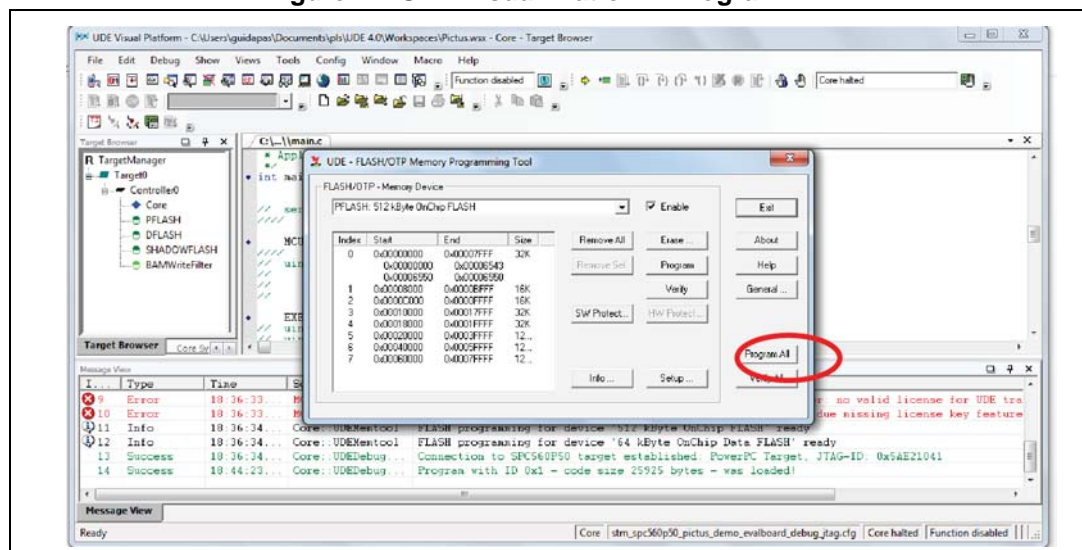 UDE Visual Platform - C:\Users\guidapas\Documents\pls\UDE 4.0\Workspaces\Pictus.wsx - Core - Target Browser
File Edit Debug Show Views Tools Config Window Macro Help
Function disabled
Core halted
Target Browser
C:\...\\main.c
TargetManager
Target0
Controller0
Core
PFLASH
DFLASH
SHADOWFLASH
BAMWriteFilter
int mai
MCU
EXE
UDE - FLASH/OTP Memory Programming Tool
FLASH/OTP - Memory Device
PFLASH: 512 kByte OnChip FLASH
Enable
Exit
Index Start End Size
0 0x00000000 0x00007FFF 32K
0x00000000 0x00006543
0x00006550 0x00006550
1 0x00008000 0x0000BFFF 16K
2 0x0000C000 0x0000FFFF 16K
3 0x00010000 0x00017FFF 32K
4 0x00018000 0x0001FFFF 32K
5 0x00020000 0x0003FFFF 12...
6 0x00040000 0x0005FFFF 12...
7 0x00060000 0x0007FFFF 12...
Remove All Erase ... About
Remove Sel. Program Help
Verify General ...
SW Protect... HW Protect...
Program All
Info ... Setup ... Verify All
Target Browser
Message View
I... Type Time
9 Error 18:36:33... no valid license for UDE tra
10 Error 18:36:33... due missing license key feature
11 Info 18:36:34... Core::UDEMemtool FLASH programming for device '512 kByte OnChip FLASH' ready
12 Info 18:36:34... Core::UDEMemtool FLASH programming for device '64 kByte OnChip Data FLASH' ready
13 Success 18:36:34... Core::UDEDebug... Connection to SPC560P50 target established: PowerPC Target, JTAG-ID: 0x5AE21041
14 Success 18:44:23... Core::UDEDebug... Program with ID 0x1 - code size 25925 bytes - was loaded!
Message View
Ready
Core stm_spc560p50_pictus_demo_evalboard_debug_jtag.cfg Core halted Function disabled